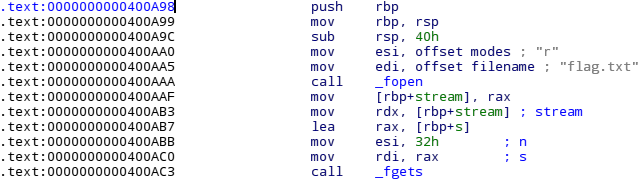 .text:0000000000400A98 push rbp
.text:0000000000400A99 mov rbp, rsp
.text:0000000000400A9C sub rsp, 40h
.text:0000000000400AA0 mov esi, offset modes ; "r"
.text:0000000000400AA5 mov edi, offset filename ; "flag.txt"
.text:0000000000400AAA call _fopen
.text:0000000000400AAF mov [rbp+stream], rax
.text:0000000000400AB3 mov rdx, [rbp+stream] ; stream
.text:0000000000400AB7 lea rax, [rbp+s]
.text:0000000000400ABB mov esi, 32h ; n
.text:0000000000400AC0 mov rdi, rax ; s
.text:0000000000400AC3 call _fgets